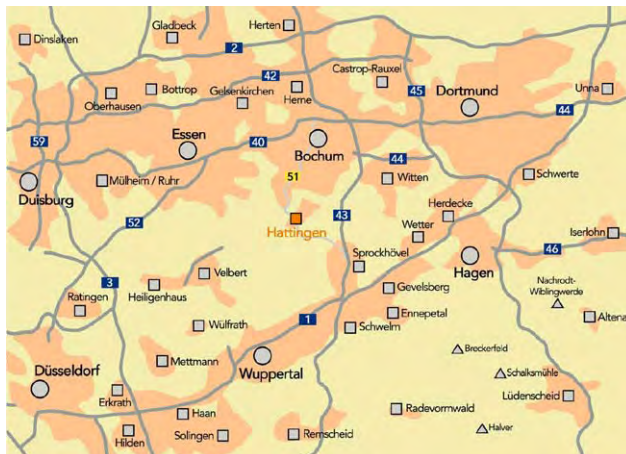 Gladbeck
Herten
Dinslaken
2
42
Castrop-Rauxel
45
Dortmund
Unna
Oberhausen
Bottrop
Gelsenkirchen
Herne
44
59
Essen
40
Bochum
44
Witten
Schwerte
51
Mülheim / Ruhr
Duisburg
52
Hattingen
43
Herdecke
Wetter
Iserlohn
46
Sprockhövel
Hagen
3
Velbert
Heiligenhaus
Ratingen
Gevelsberg
Nachrodt-
Wiblingwerde
Ennepetal
Altena
1
Wülfrath
Schwelm
Breckerfeld
Mettmann
Wuppertal
Düsseldorf
Schalksmühle
Erkrath
Lüdenscheid
Haan
Radevormwald
Hilden
Solingen
Remscheid
Halver